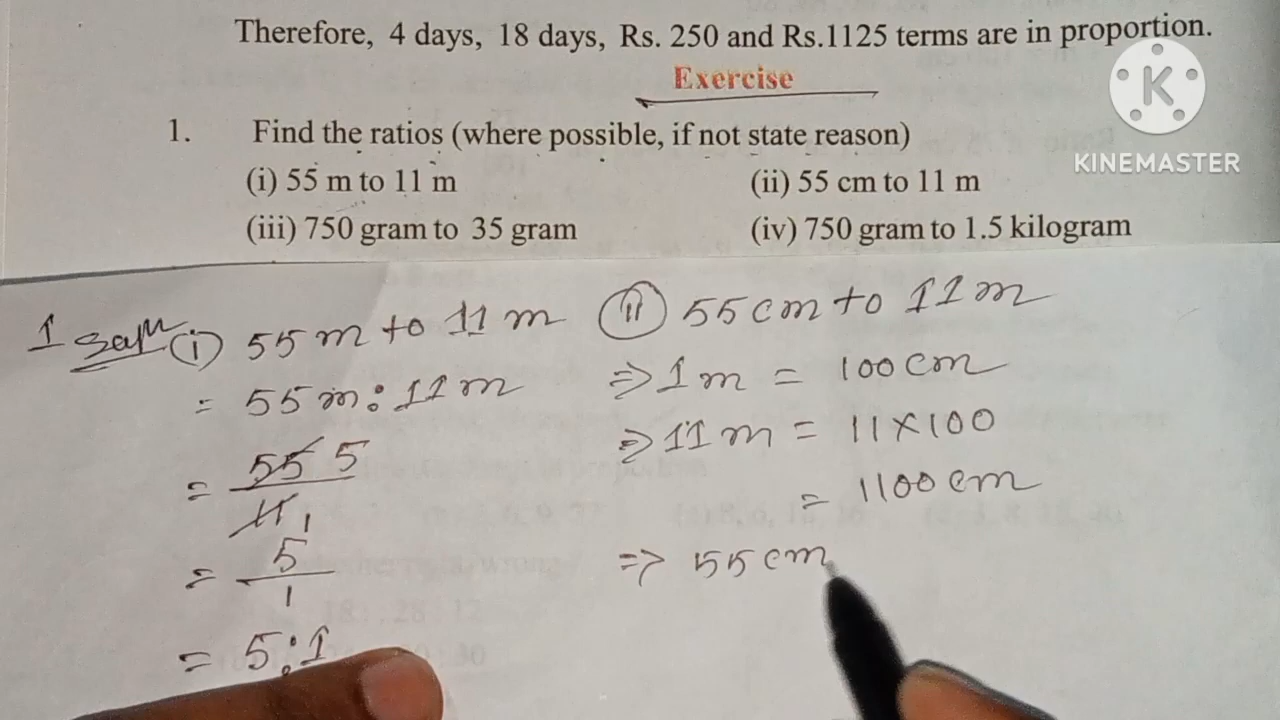 Therefore, 4 days, 18 days, Rs. 250 and Rs.1125 terms are in proportion.
Exercise
K
KINEMASTER
1. Find the ratios (where possible, if not state reason)
(i) 55 m to 11 m (ii) 55 cm to 11 m
(iii) 750 gram to 35 gram (iv) 750 gram to 1.5 kilogram
1 (i) 55 m to 11 m
= 55 m : 11 m
= 55 5
11 1
= 5
1
= 5:1
(ii) 55 cm to 11 m
⇒ 1 m = 100 cm
⇒ 11 m = 11 × 100
= 1100 cm
⇒ 55 cm